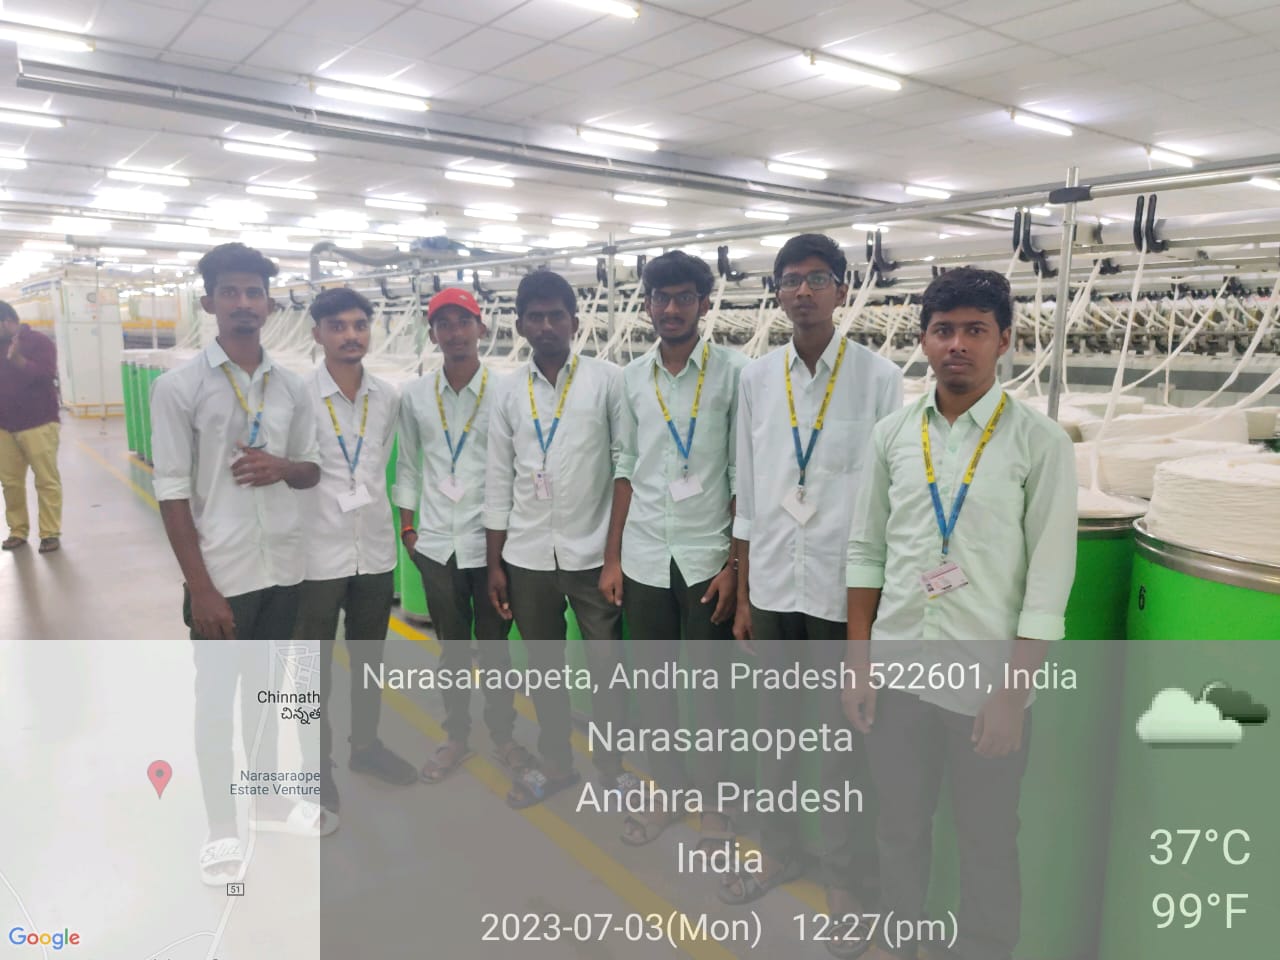 6
Chinnath
చిన్నత
Narasaraope
Estate Venture
51
Google
Narasaraopeta, Andhra Pradesh 522601, India
Narasaraopeta
Andhra Pradesh
India
2023-07-03(Mon) 12:27(pm)
37°C
99°F